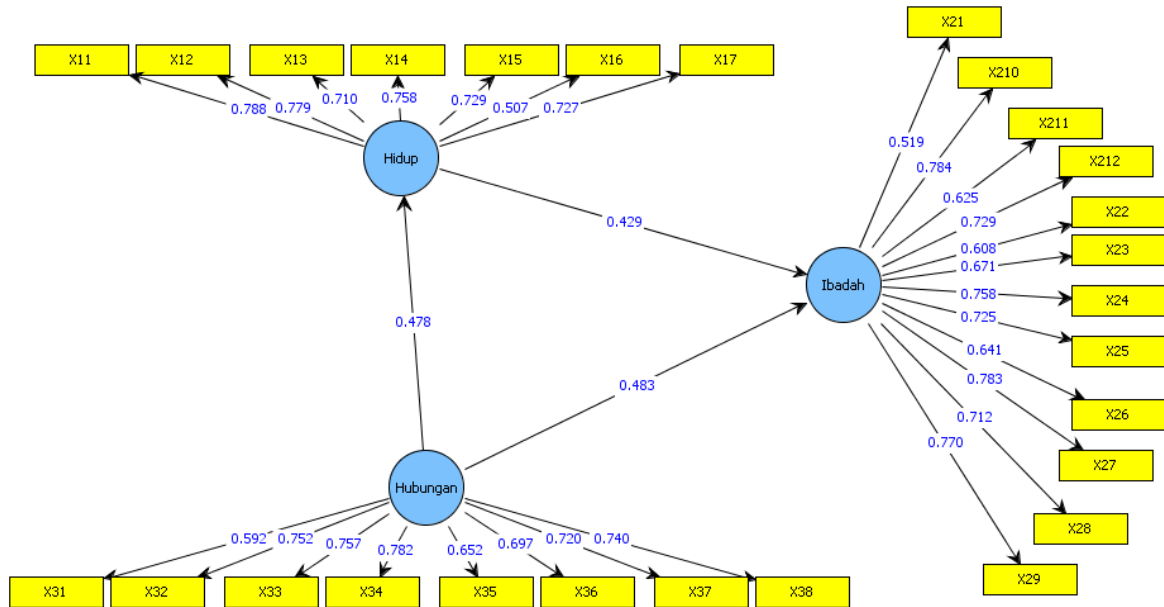 X21
X11 X12 X13 X14 X15 X16 X17
X210
0.788 0.779 0.710 0.758 0.729 0.507 0.727
X211
0.519
Hidup
0.784
X212
0.625
0.729
X22
0.429
0.608
X23
0.671
Ibadah
0.758
X24
0.478
0.725
X25
0.641
0.783
0.483
X26
0.712
0.770
X27
Hubungan
X28
0.592 0.752 0.757 0.782 0.652 0.697 0.720 0.740
X29
X31 X32 X33 X34 X35 X36 X37 X38